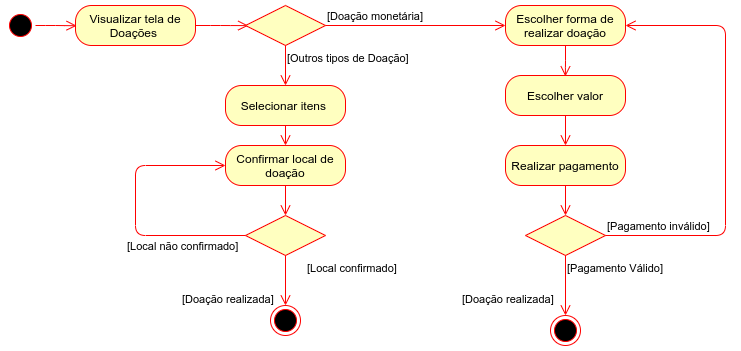 Visualizar tela de
Doações
[Doação monetária]
Escolher forma de
realizar doação
[Outros tipos de Doação]
Selecionar itens
Escolher valor
Confirmar local de
doação
Realizar pagamento
[Local não confirmado]
[Pagamento inválido]
[Local confirmado]
[Pagamento Válido]
[Doação realizada]
[Doação realizada]